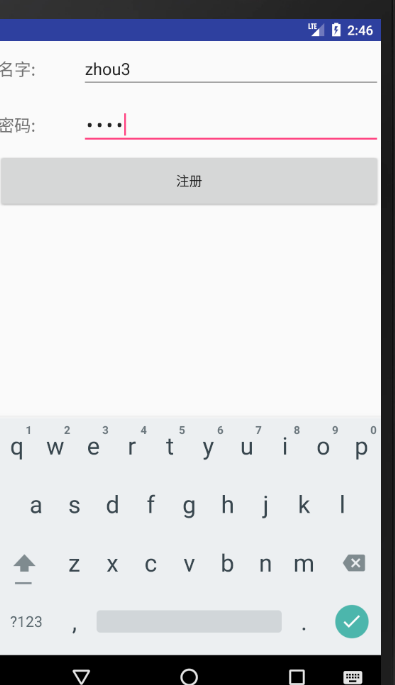 LTE 2:46
名字: zhou3
密码: ••••
注册
1 2 3 4 5 6 7 8 9 0
q w e r t y u i o p
a s d f g h j k l
z x c v b n m
?123 , .